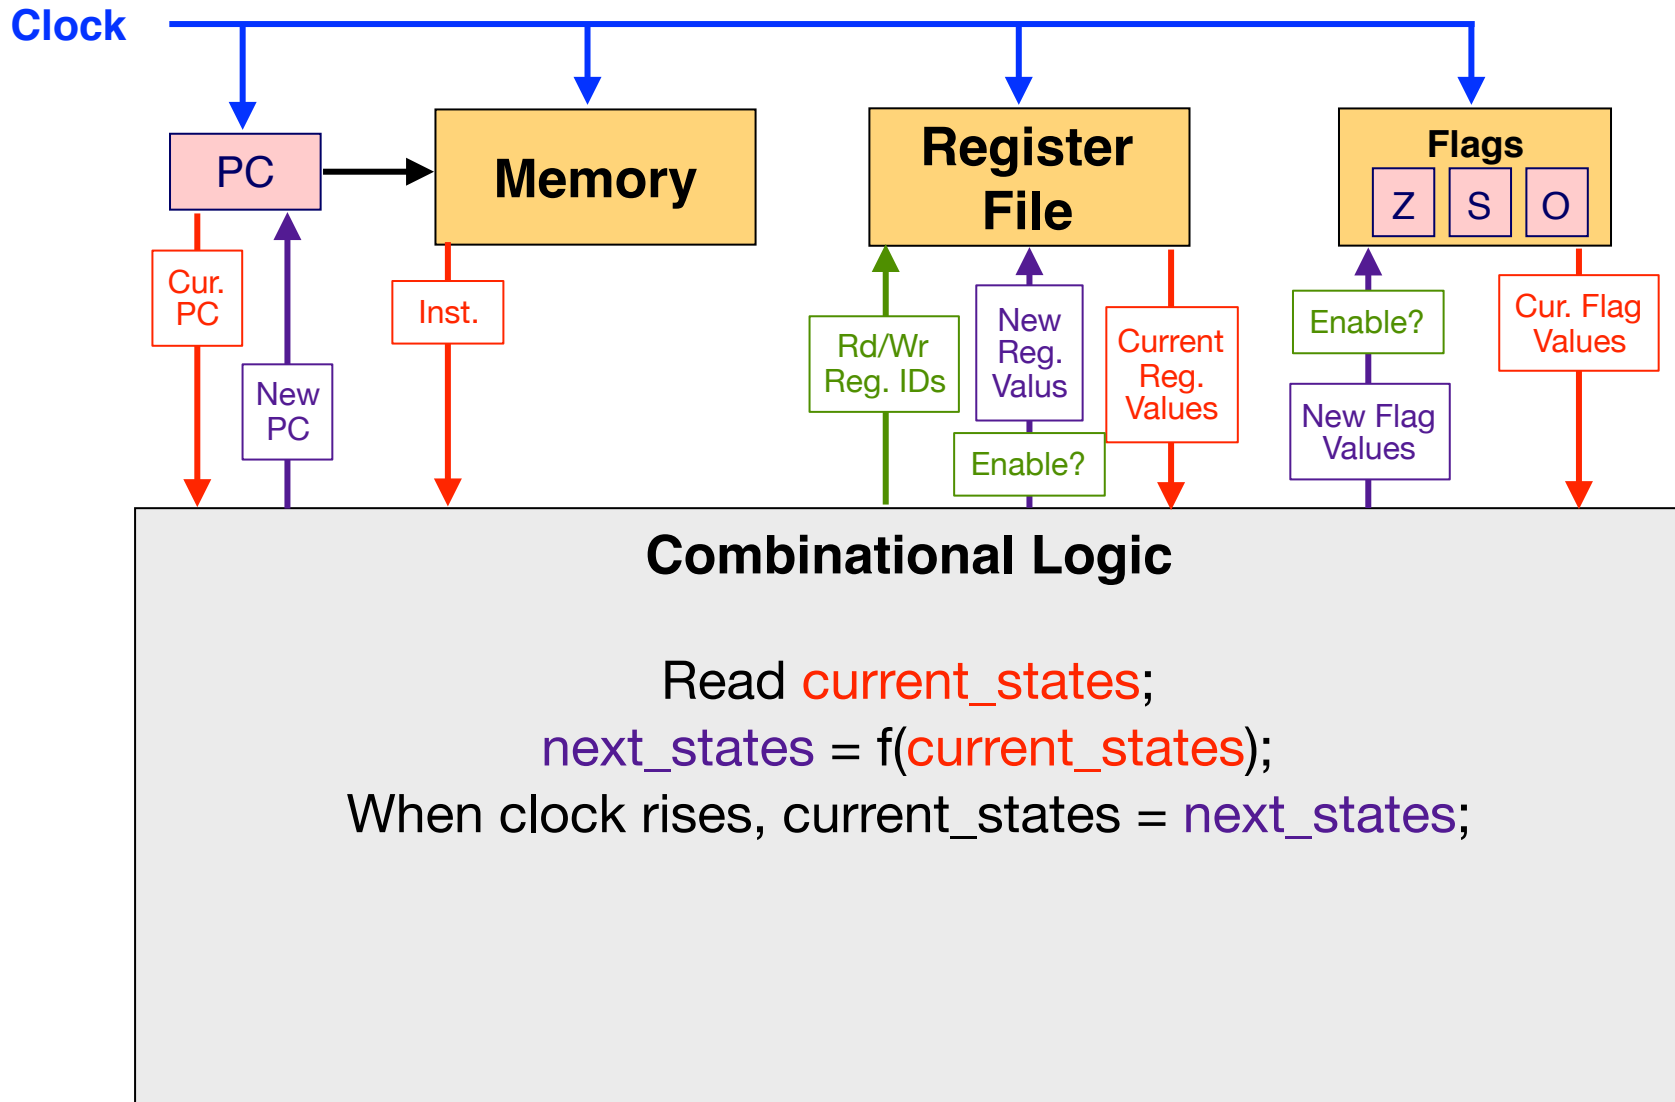 Clock
PC
Memory
Register
File
Flags
Z S O
Cur.
PC
New
PC
Inst.
Rd/Wr
Reg. IDs
New
Reg.
Valus
Enable?
Current
Reg.
Values
Enable?
New Flag
Values
Cur. Flag
Values
Combinational Logic
Read current_states;
next_states = f(current_states);
When clock rises, current_states = next_states;